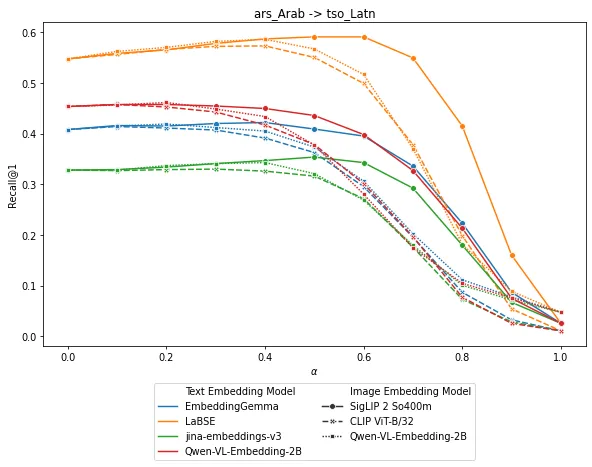 ars_Arab -> tso_Latn
0.6
0.5
0.4
0.3
0.2
0.1
0.0
Recall@1
0.0 0.2 0.4 0.6 0.8 1.0
α
Text Embedding Model
EmbeddingGemma
LaBSE
jina-embeddings-v3
Qwen-VL-Embedding-2B
Image Embedding Model
SigLIP 2 So400m
CLIP ViT-B/32
Qwen-VL-Embedding-2B